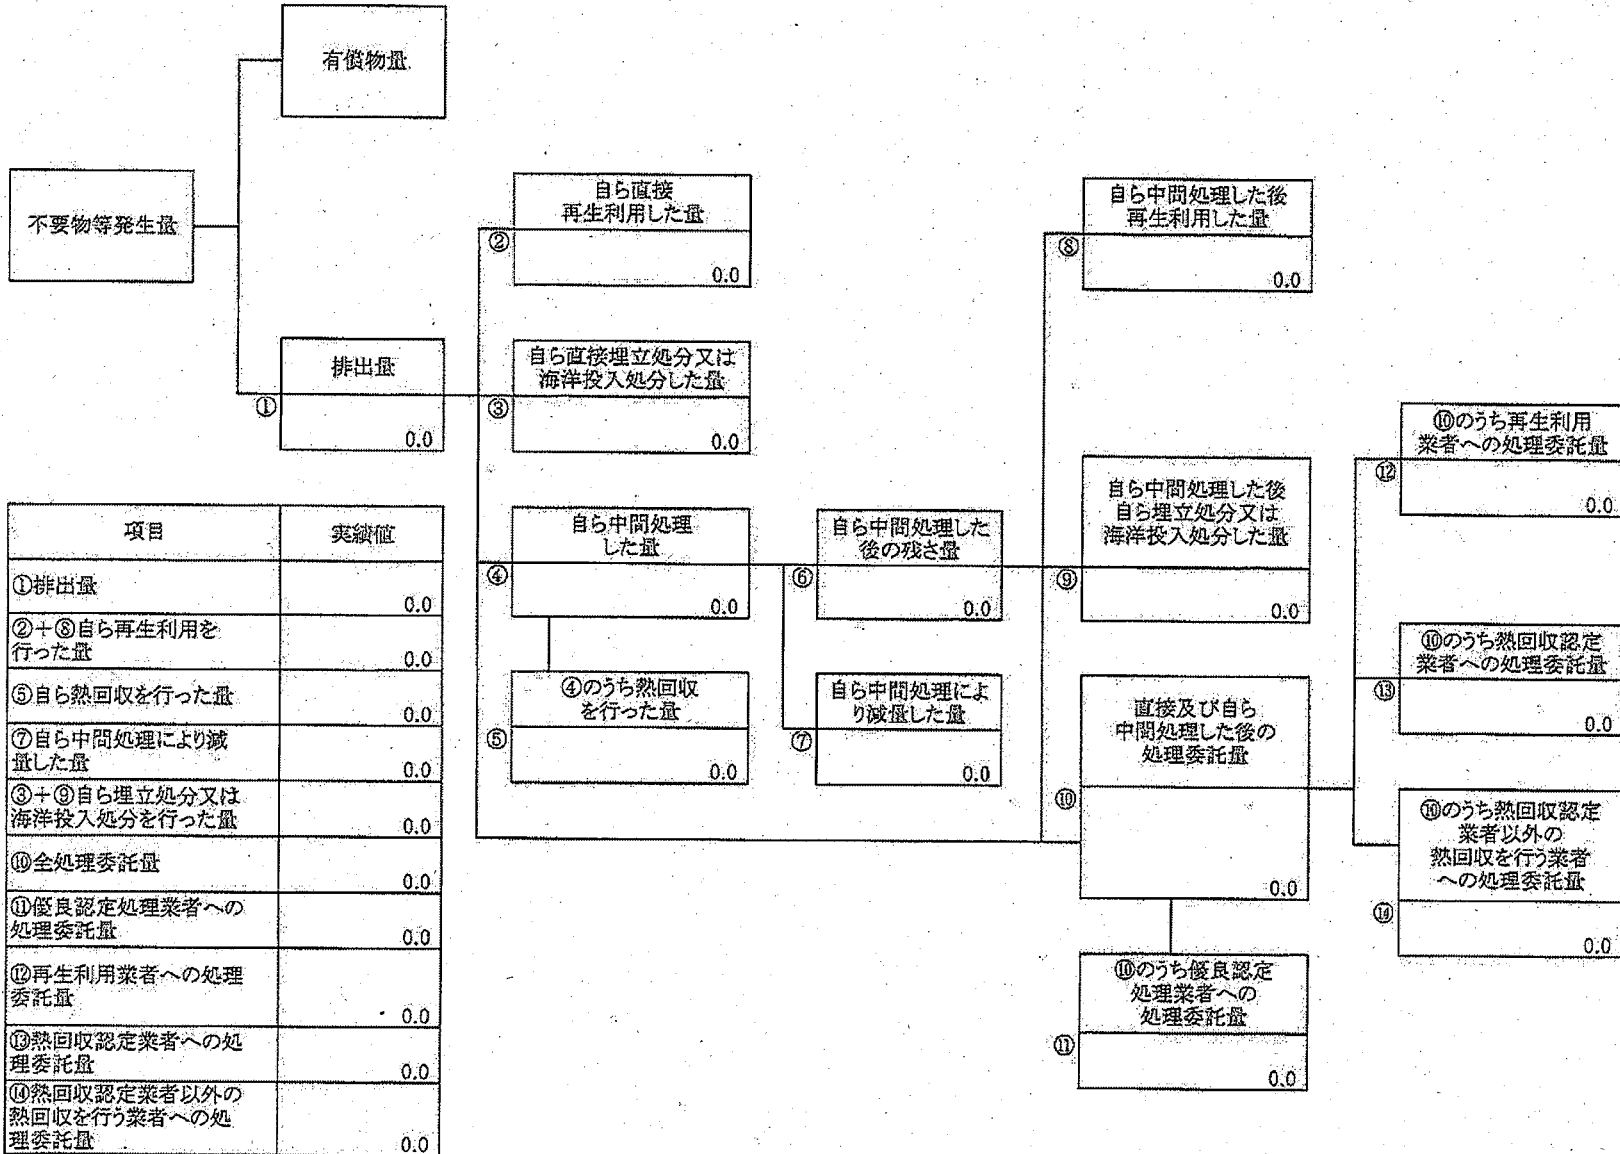 有償物量
不要物等発生量
排出量
①
0.0
自ら直接
再生利用した量
②
0.0
自ら直接埋立処分又は
海洋投入処分した量
③
0.0
自ら中間処理
した量
④
0.0
④のうち熱回収
を行った量
⑤
0.0
自ら中間処理した
後の残さ量
⑥
0.0
自ら中間処理によ
り減量した量
⑦
0.0
自ら中間処理した後
再生利用した量
⑧
0.0
自ら中間処理した後
自ら埋立処分又は
海洋投入処分した量
⑨
0.0
直接及び自ら
中間処理した後の
処理委託量
⑩
0.0
⑩のうち優良認定
処理業者への
処理委託量
⑪
0.0
⑩のうち再生利用
業者への処理委託量
⑫
0.0
⑩のうち熱回収認定
業者への処理委託量
⑬
0.0
⑩のうち熱回収認定
業者以外の
熱回収を行う業者
への処理委託量
⑭
0.0
項目 実績値
①排出量
0.0
②+⑧自ら再生利用を
行った量 0.0
⑤自ら熱回収を行った量
0.0
⑦自ら中間処理により減
量した量 0.0
③+⑨自ら埋立処分又は
海洋投入処分を行った量 0.0
⑩全処理委託量
0.0
⑪優良認定処理業者への
処理委託量 0.0
⑫再生利用業者への処理
委託量
0.0
⑬熱回収認定業者への処
理委託量 0.0
⑭熱回収認定業者以外の
熱回収を行う業者への処
理委託量 0.0